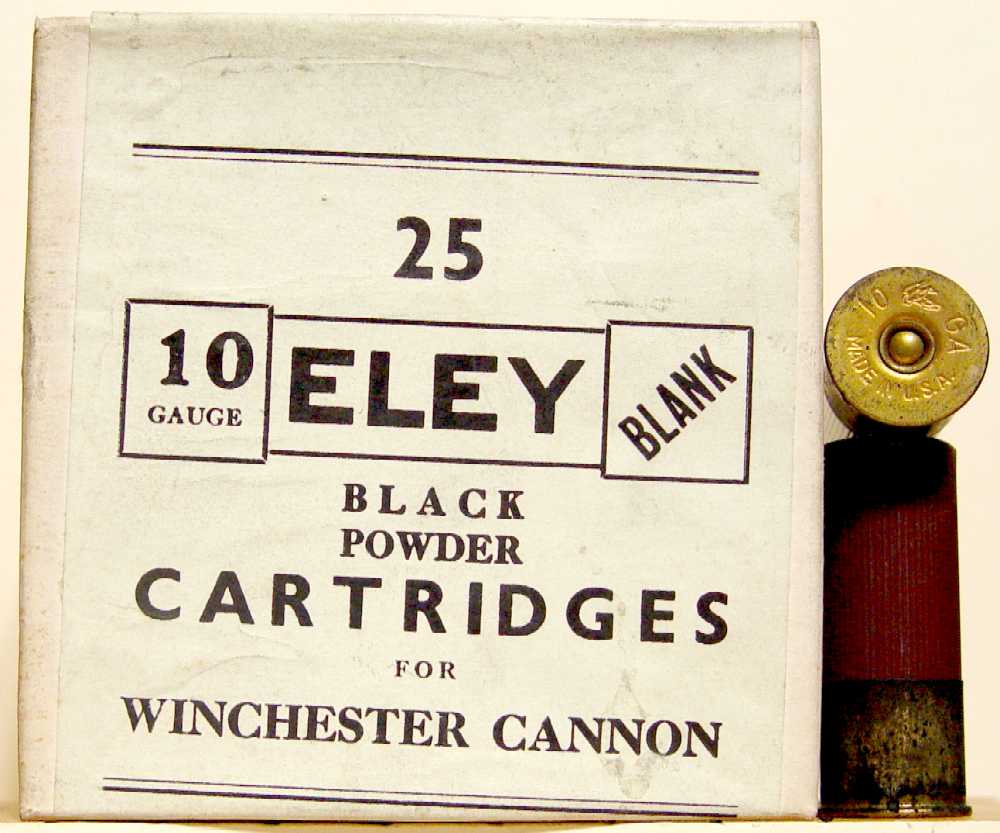 25
10
GAUGE
ELEY
BLANK
BLACK
POWDER
CARTRIDGES
FOR
WINCHESTER CANNON
10 GA
MADE IN U.S.A.